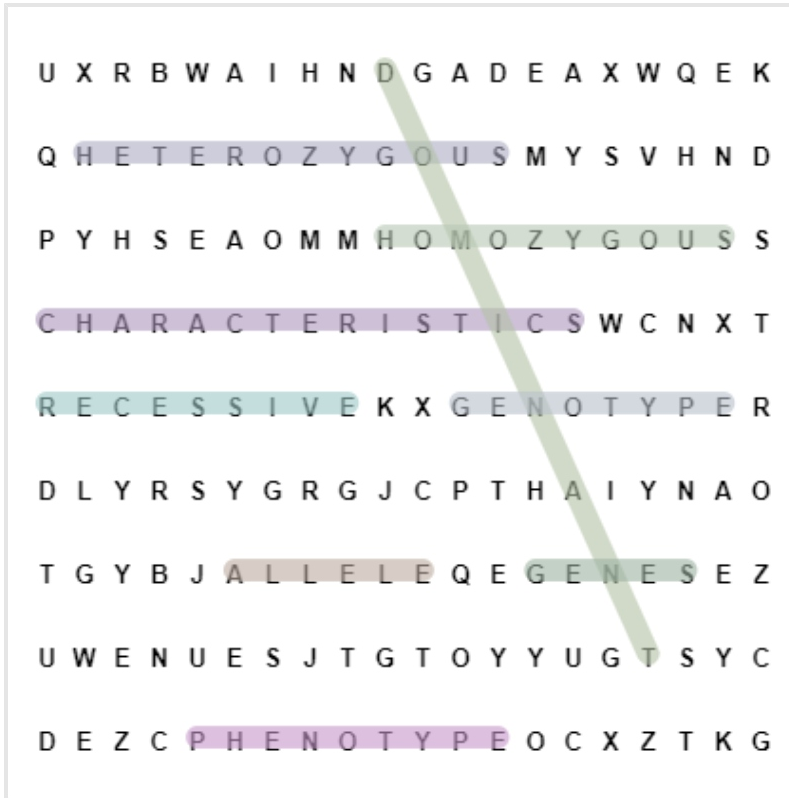 U X R B W A I H N D G A D E A X W Q E K
Q H E T E R O Z Y G O U S M Y S V H N D
P Y H S E A O M M H O M O Z Y G O U S S
C H A R A C T E R I S T I C S W C N X T
R E C E S S I V E K X G E N O T Y P E R
D L Y R S Y G R G J C P T H A I Y N A O
T G Y B J A L L E L E Q E G E N E S E Z
U W E N U E S J T G T O Y Y U G T S Y C
D E Z C P H E N O T Y P E O C X Z T K G